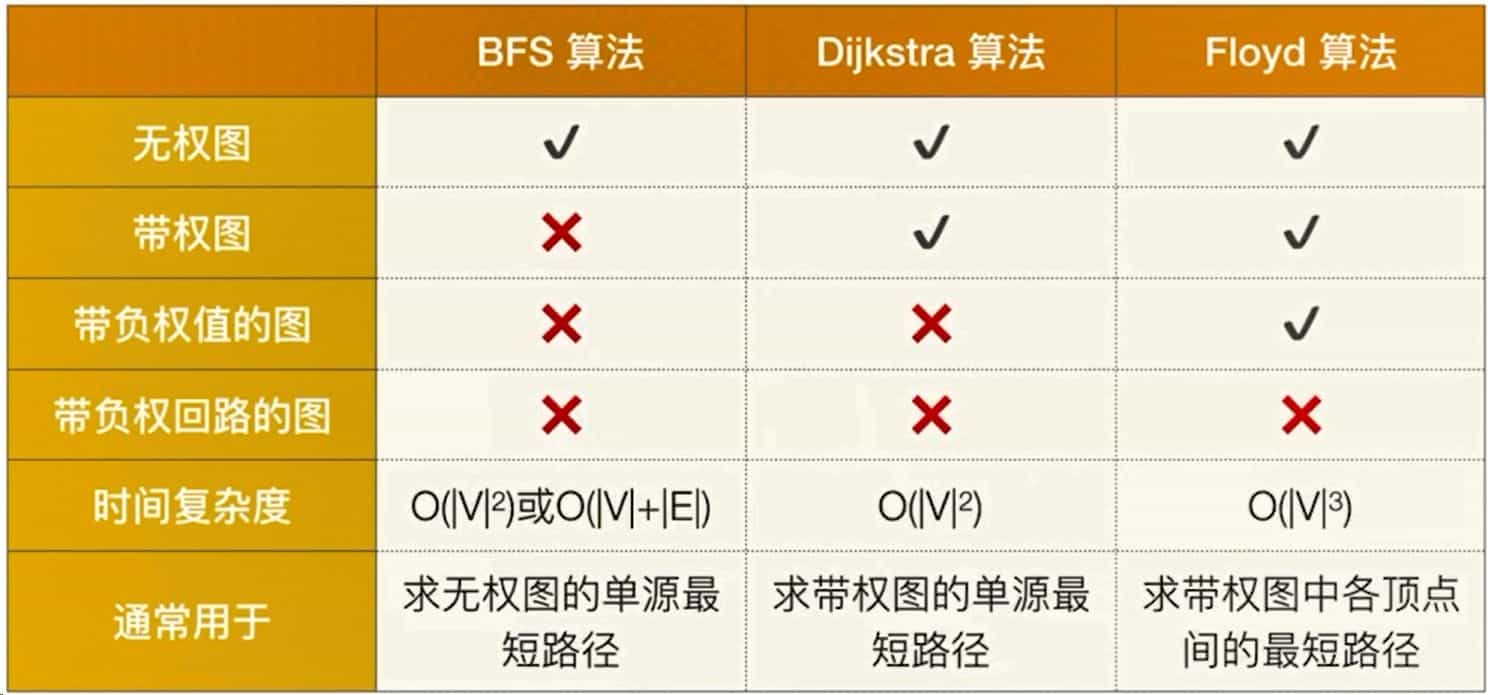 BFS 算法 Dijkstra 算法 Floyd 算法
无权图 ✔ ✔ ✔
带权图 ❌ ✔ ✔
带负权值的图 ❌ ❌ ✔
带负权回路的图 ❌ ❌ ❌
时间复杂度 O(|V|²)或O(|V|+|E|) O(|V|²) O(|V|³)
通常用于 求无权图的单源最短路径 求带权图的单源最短路径 求带权图中各顶点间的最短路径